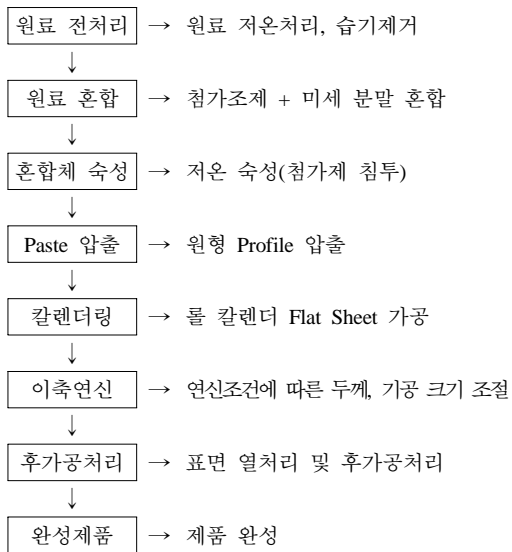 원료 전처리 → 원료 저온처리, 습기제거
↓
원료 혼합 → 첨가조제 + 미세 분말 혼합
↓
혼합체 숙성 → 저온 숙성(첨가제 침투)
↓
Paste 압출 → 원형 Profile 압출
↓
칼렌더링 → 롤 칼렌더 Flat Sheet 가공
↓
이축연신 → 연신조건에 따른 두께, 기공 크기 조절
↓
후가공처리 → 표면 열처리 및 후가공처리
↓
완성제품 → 제품 완성